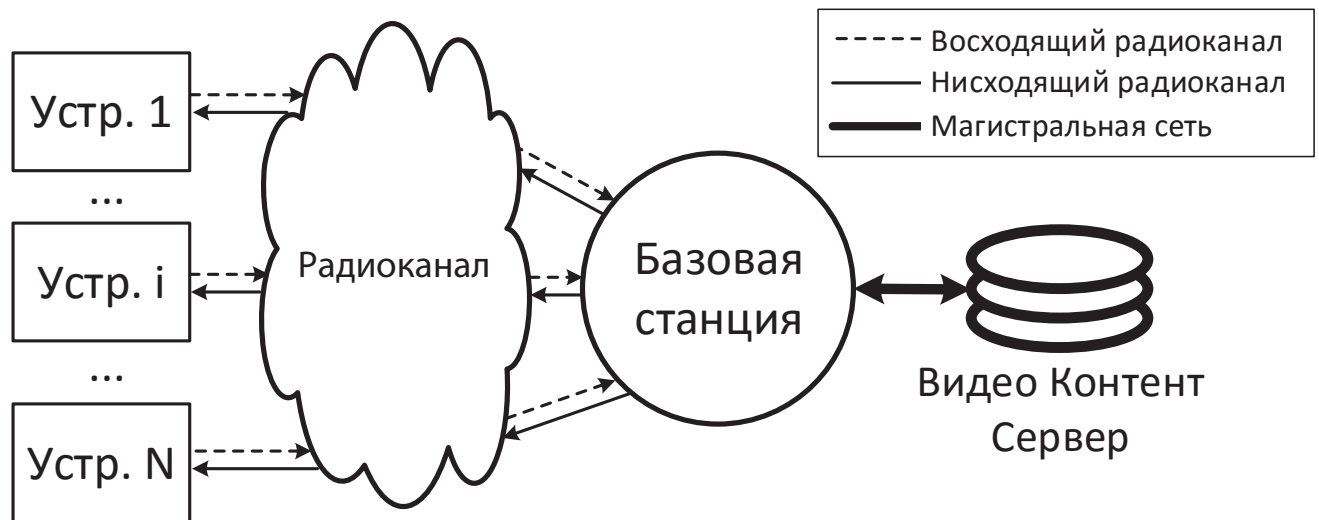 Устр. 1
...
Устр. i
...
Устр. N
Радиоканал
Базовая
станция
Восходящий радиоканал
Нисходящий радиоканал
Магистральная сеть
Видео Контент
Сервер